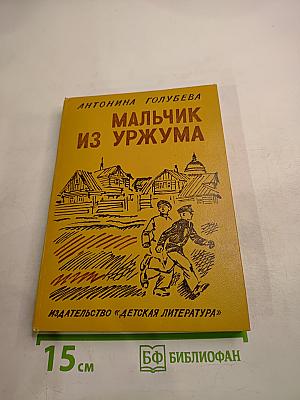 АНТОНИНА ГОЛУБЕВА
МАЛЬЧИК
ИЗ УРЖУМА
ИЗДАТЕЛЬСТВО «ДЕТСКАЯ ЛИТЕРАТУРА»
15 см
БФ БИБЛИОФАН